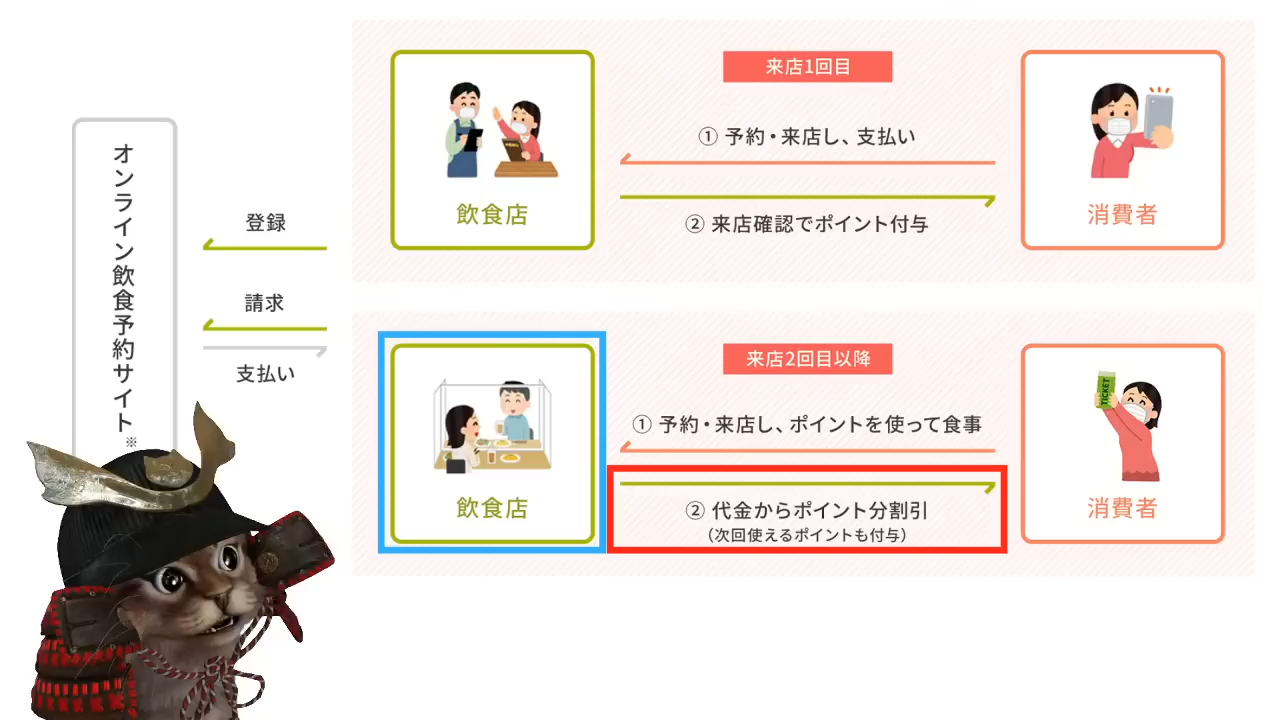 オンライン飲食予約サイト※
登録
請求
支払い
来店1回目
飲食店
① 予約・来店し、支払い
② 来店確認でポイント付与
消費者
来店2回目以降
飲食店
① 予約・来店し、ポイントを使って食事
② 代金からポイント分割引
（次回使えるポイントも付与）
TICKET
消費者